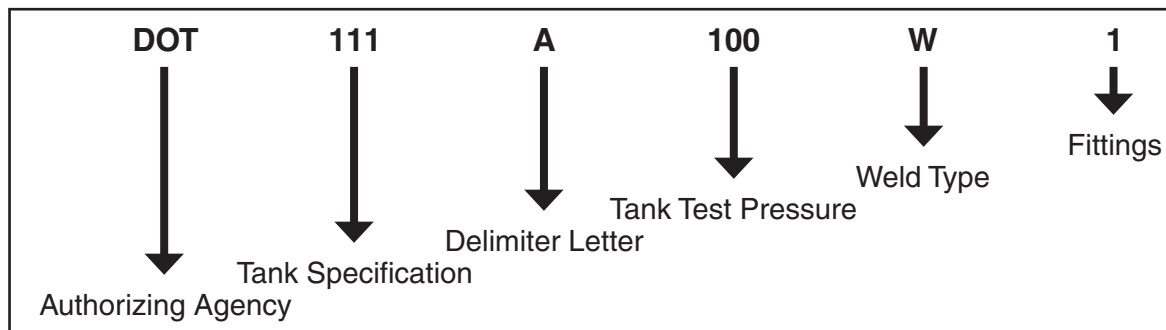 DOT 111 A 100 W 1
Fittings
Weld Type
Tank Test Pressure
Delimiter Letter
Tank Specification
Authorizing Agency